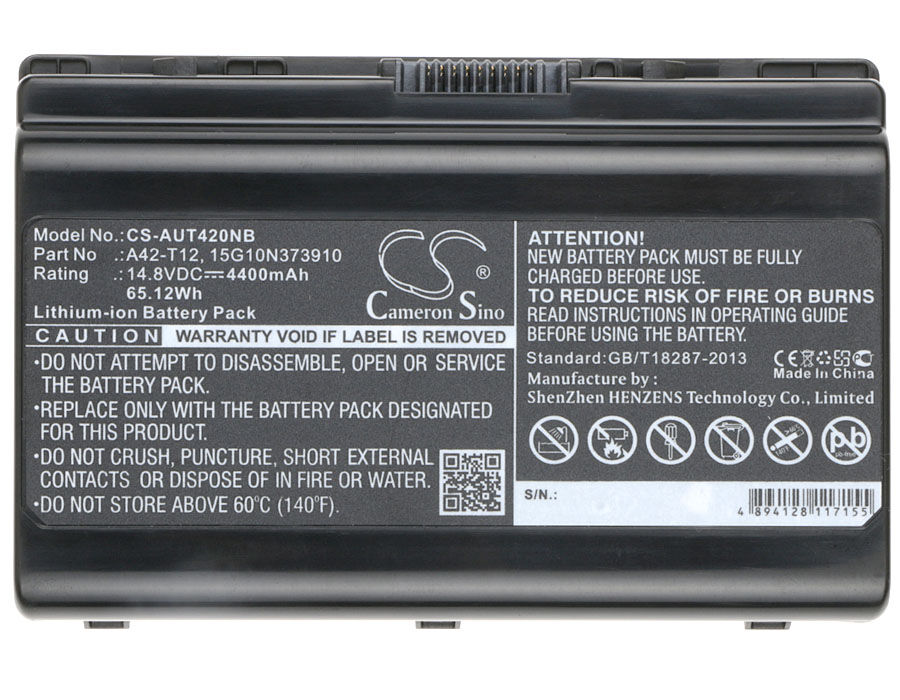 Model No.:CS-AUT420NB
Part No :A42-T12, 15G10N373910
Rating :14.8VDC⎓4400mAh
65.12Wh
Lithium-ion Battery Pack
CS®
Cameron Sino
CAUTION WARRANTY VOID IF LABEL IS REMOVED
•DO NOT ATTEMPT TO DISASSEMBLE, OPEN OR SERVICE
THE BATTERY PACK.
•REPLACE ONLY WITH THE BATTERY PACK DESIGNATED
FOR THIS PRODUCT.
•DO NOT CRUSH, PUNCTURE, SHORT EXTERNAL
CONTACTS OR DISPOSE OF IN FIRE OR WATER.
•DO NOT STORE ABOVE 60°C (140°F).
ATTENTION:
NEW BATTERY PACK MUST BE FULLY
CHARGED BEFORE INITIAL USE.
TO REDUCE RISK OF FIRE OR BURNS
READ INSTRUCTIONS IN OPERATING GUIDE
BEFORE USING THE BATTERY.
Standard:GB/T18287-2013
CE
Made In China
Manufacture by :
ShenZhen HENZENS Technology Co., Limited
pb
pb-free
S/N.:
4 894128 117155